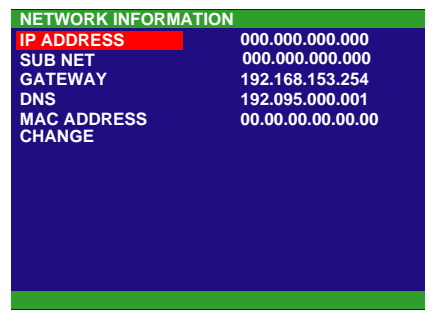 NETWORK INFORMATION
IP ADDRESS 000.000.000.000
SUB NET 000.000.000.000
GATEWAY 192.168.153.254
DNS 192.095.000.001
MAC ADDRESS 00.00.00.00.00.00
CHANGE